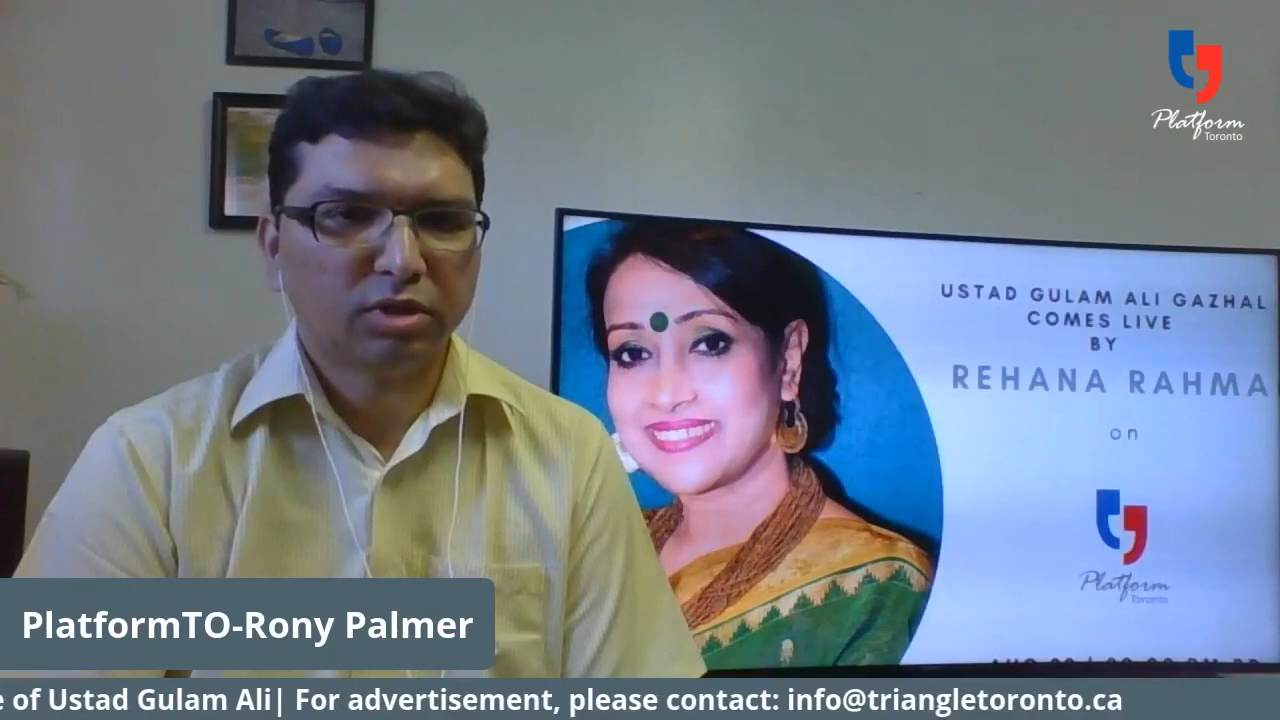 Platform
Toronto
USTAD GULAM ALI GAZHAL
COMES LIVE
BY
REHANA RAHMA
on
Platform
Toronto
PlatformTO-Rony Palmer
e of Ustad Gulam Ali| For advertisement, please contact: info@triangletoronto.ca